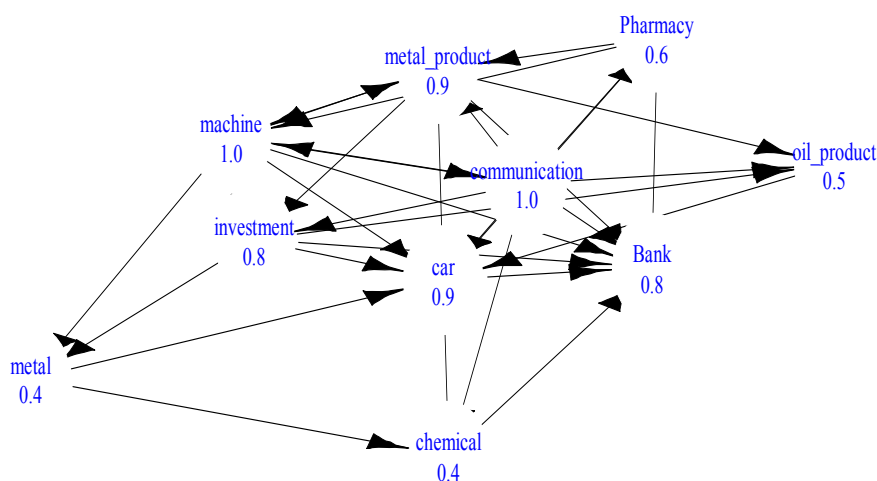 Pharmacy
0.6
metal_product
0.9
machine
1.0
oil_product
0.5
communication
1.0
investment
0.8
car
0.9
Bank
0.8
metal
0.4
chemical
0.4